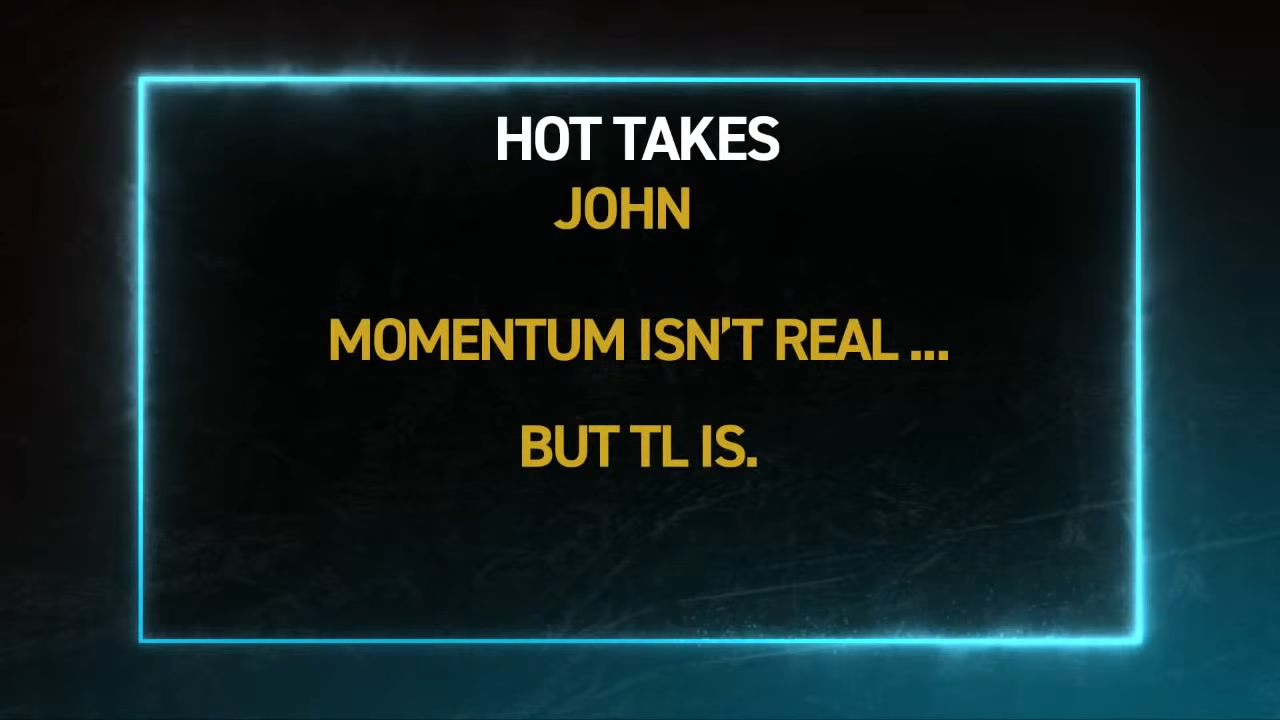 HOT TAKES
JOHN
MOMENTUM ISN’T REAL ...
BUT TL IS.